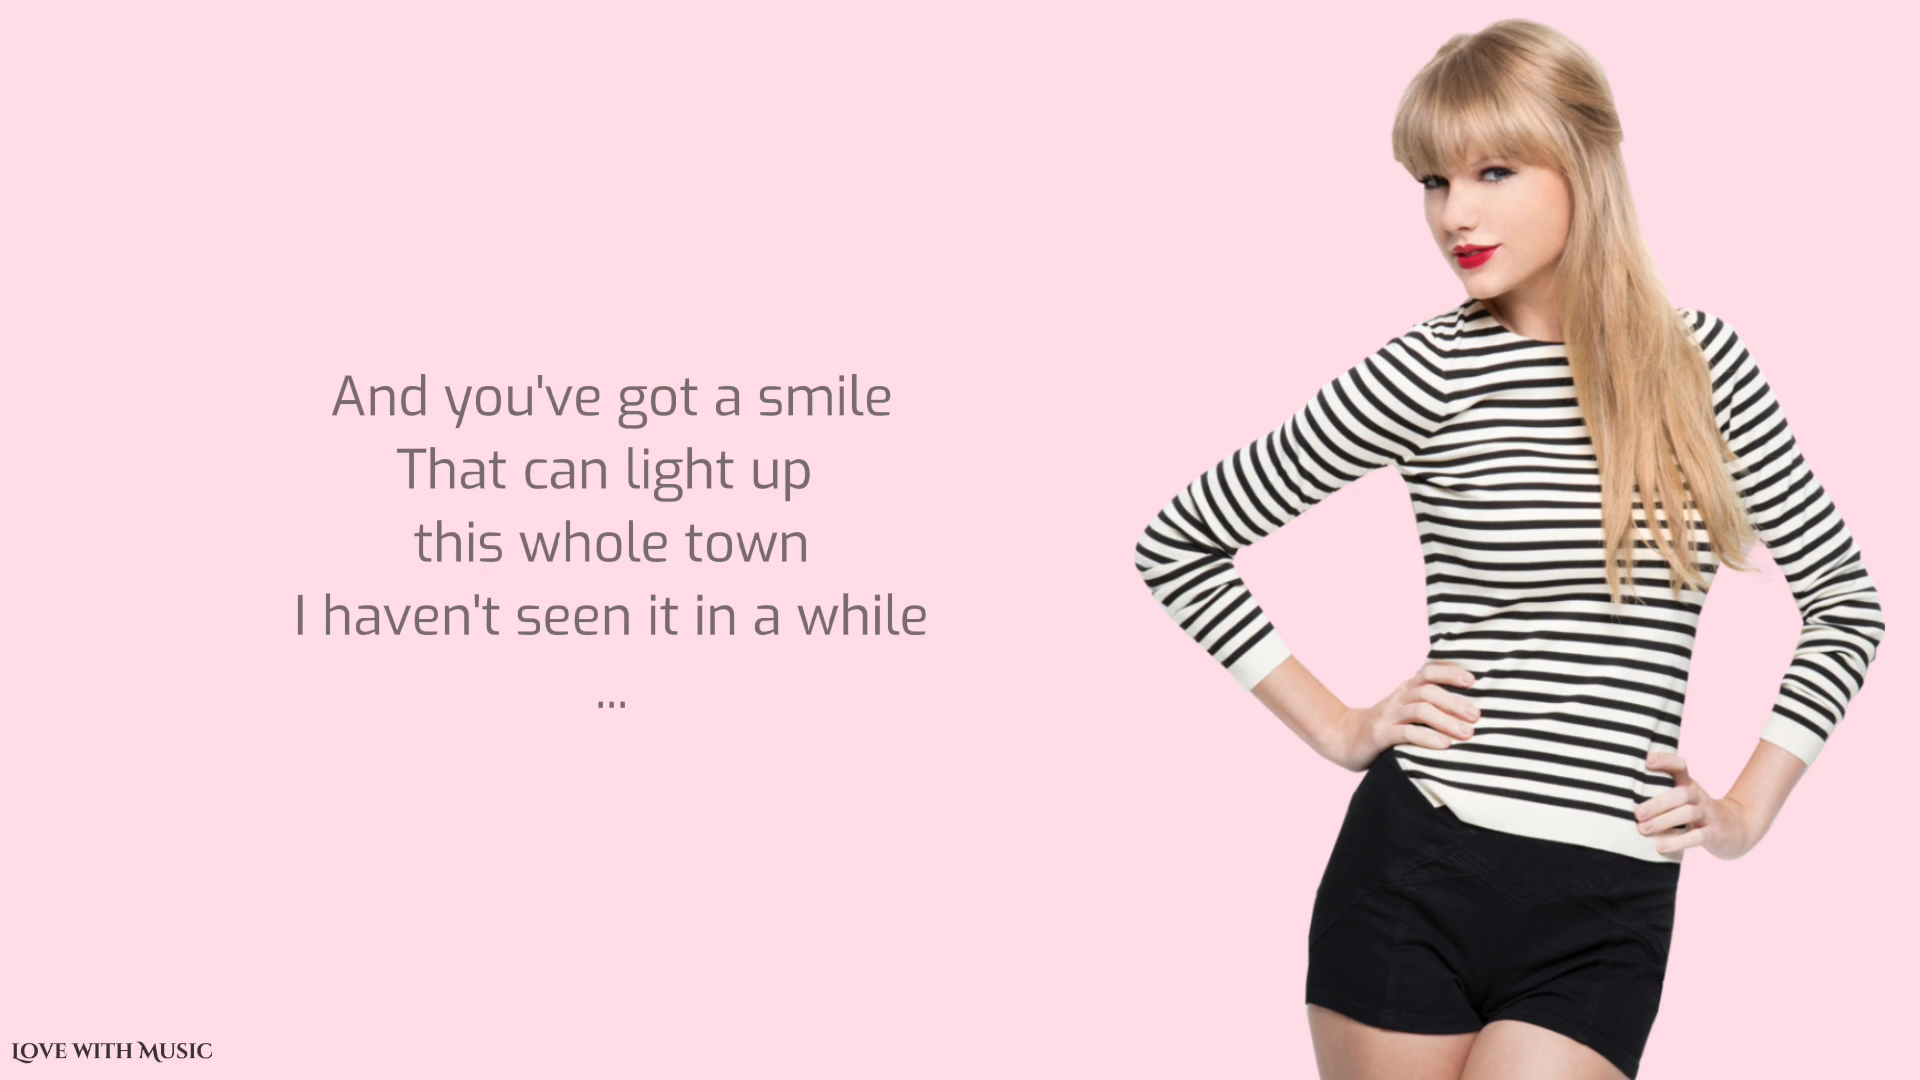 And you've got a smile
That can light up
this whole town
I haven't seen it in a while
...
Love with Music